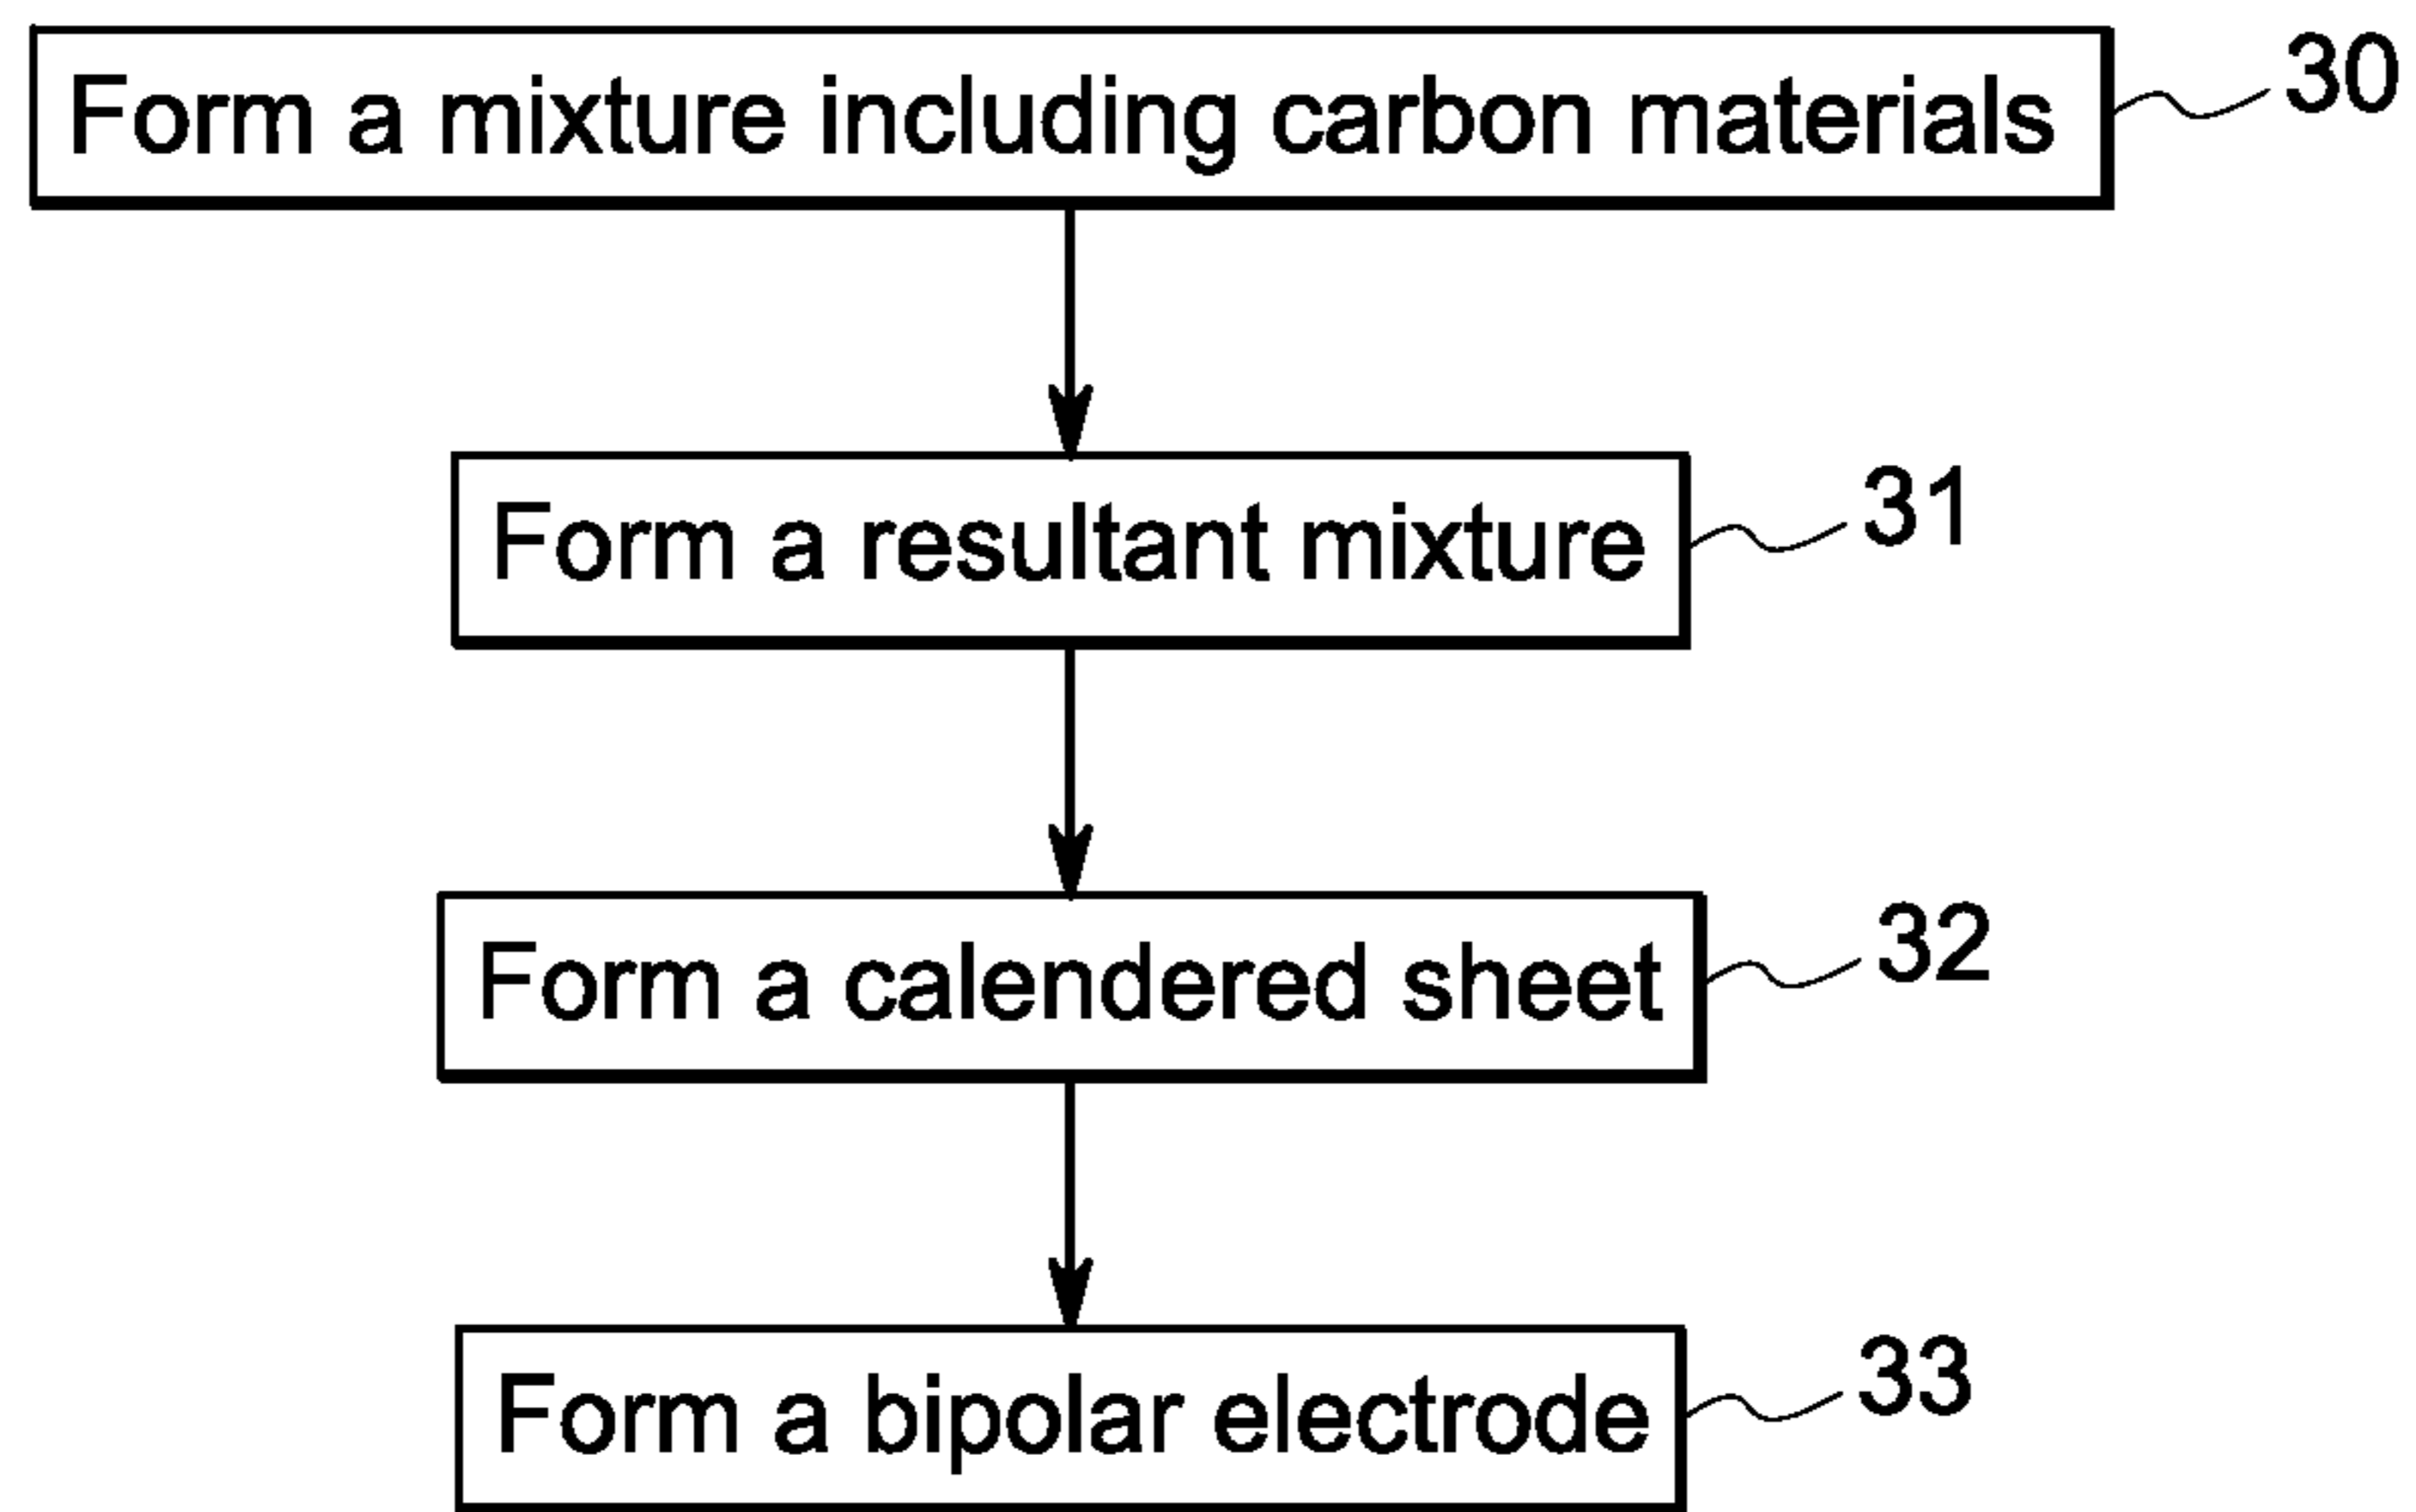 Form a mixture including carbon materials 30
Form a resultant mixture 31
Form a calendered sheet 32
Form a bipolar electrode 33